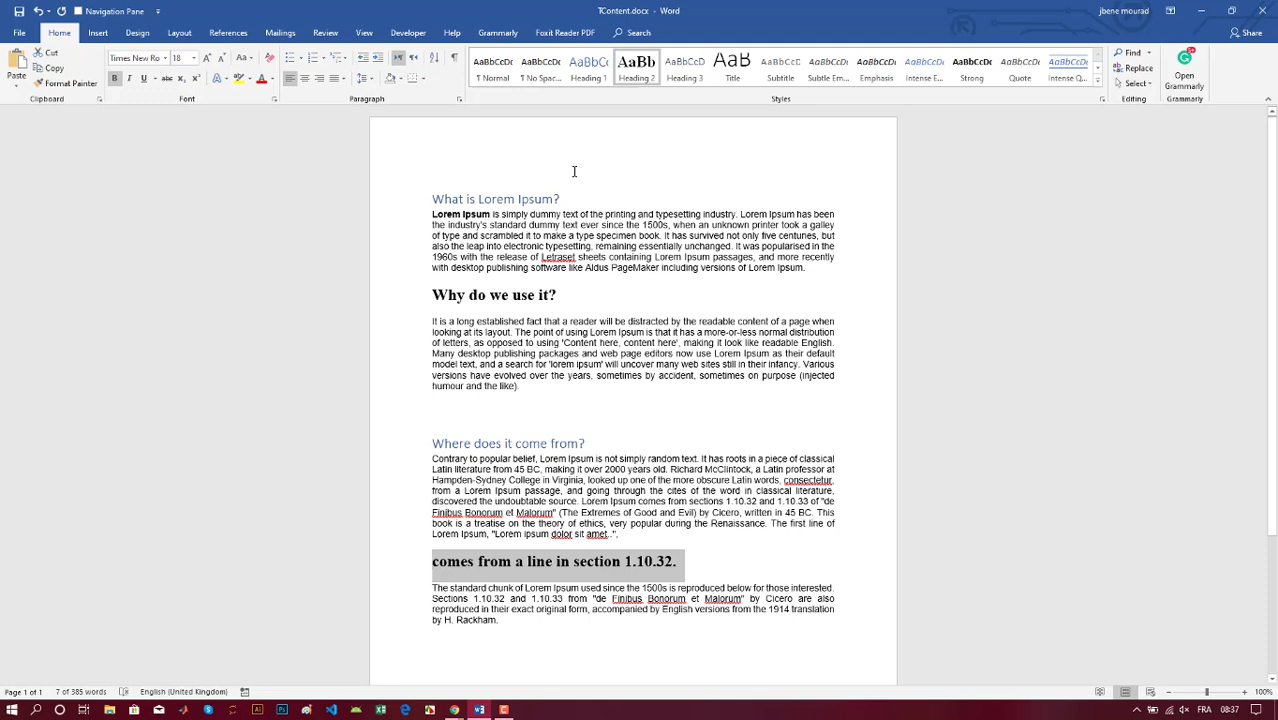 Navigation Pane
TContent.docx - Word
jbene mourad
File Home Insert Design Layout References Mailings Review View Developer Help Grammarly Foxit Reader PDF Search Share
Paste
Cut
Copy
Format Painter
Clipboard
Times New Ro 18
Font
Paragraph
AaBbCcDc AaBbCcDc AaBbC AaBb AaBbCcD AaB AaBbCcDc AaBbCcDc AaBbCcDc AaBbCcDc AaBbCcDc AaBbCcDc AaBbCcDc
¶ Normal ¶ No Spac... Heading 1 Heading 2 Heading 3 Title Subtitle Subtle Em... Emphasis Intense E... Strong Quote Intense Q...
Styles
Find
Replace
Select
Editing
Open
Grammarly
Grammarly
What is Lorem Ipsum?
Lorem Ipsum is simply dummy text of the printing and typesetting industry. Lorem Ipsum has been
the industry's standard dummy text ever since the 1500s, when an unknown printer took a galley
of type and scrambled it to make a type specimen book. It has survived not only five centuries, but
also the leap into electronic typesetting, remaining essentially unchanged. It was popularised in the
1960s with the release of Letraset sheets containing Lorem Ipsum passages, and more recently
with desktop publishing software like Aldus PageMaker including versions of Lorem Ipsum.
Why do we use it?
It is a long established fact that a reader will be distracted by the readable content of a page when
looking at its layout. The point of using Lorem Ipsum is that it has a more-or-less normal distribution
of letters, as opposed to using 'Content here, content here', making it look like readable English.
Many desktop publishing packages and web page editors now use Lorem Ipsum as their default
model text, and a search for 'lorem ipsum' will uncover many web sites still in their infancy. Various
versions have evolved over the years, sometimes by accident, sometimes on purpose (injected
humour and the like).
Where does it come from?
Contrary to popular belief, Lorem Ipsum is not simply random text. It has roots in a piece of classical
Latin literature from 45 BC, making it over 2000 years old. Richard McClintock, a Latin professor at
Hampden-Sydney College in Virginia, looked up one of the more obscure Latin words, consectetur,
from a Lorem Ipsum passage, and going through the cites of the word in classical literature,
discovered the undoubtable source. Lorem Ipsum comes from sections 1.10.32 and 1.10.33 of "de
Finibus Bonorum et Malorum" (The Extremes of Good and Evil) by Cicero, written in 45 BC. This
book is a treatise on the theory of ethics, very popular during the Renaissance. The first line of
Lorem Ipsum, "Lorem ipsum dolor sit amet..",
comes from a line in section 1.10.32.
The standard chunk of Lorem Ipsum used since the 1500s is reproduced below for those interested.
Sections 1.10.32 and 1.10.33 from "de Finibus Bonorum et Malorum" by Cicero are also
reproduced in their exact original form, accompanied by English versions from the 1914 translation
by H. Rackham.
Page 1 of 1 7 of 385 words English (United Kingdom) 100%
FR 08:37